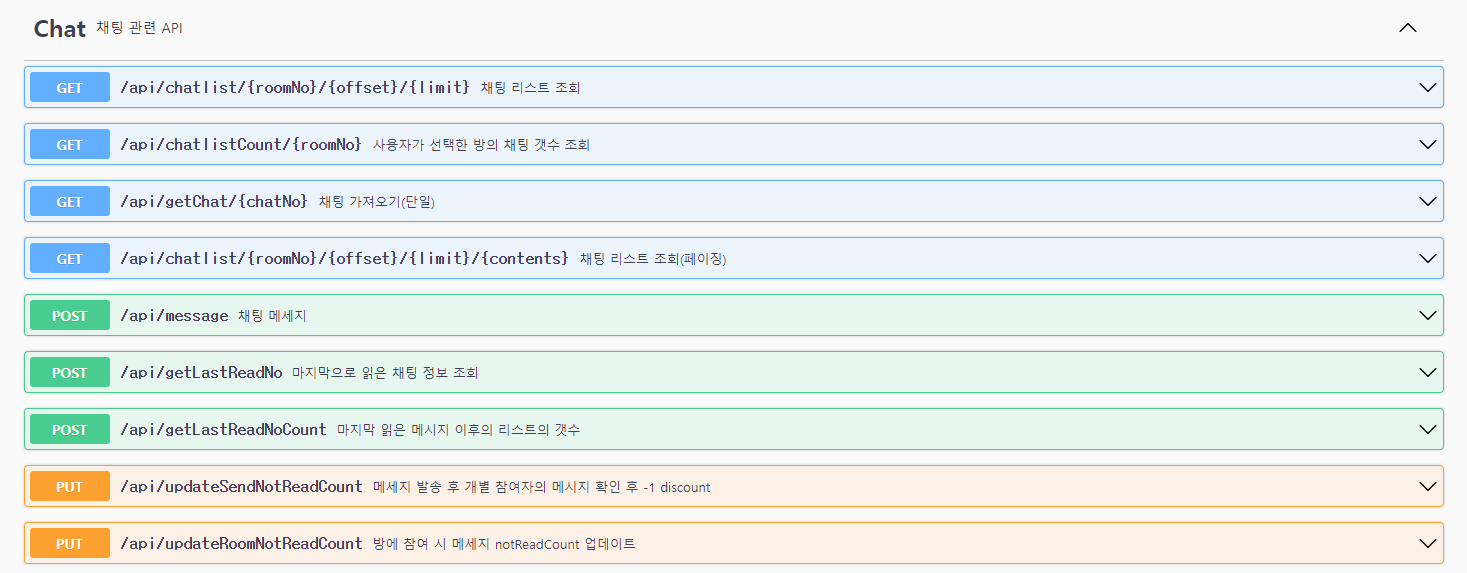 Chat 채팅 관련 API
GET /api/chatlist/{roomNo}/{offset}/{limit} 채팅 리스트 조회
GET /api/chatlistCount/{roomNo} 사용자가 선택한 방의 채팅 갯수 조회
GET /api/getChat/{chatNo} 채팅 가져오기(단일)
GET /api/chatlist/{roomNo}/{offset}/{limit}/{contents} 채팅 리스트 조회(페이징)
POST /api/message 채팅 메세지
POST /api/getLastReadNo 마지막으로 읽은 채팅 정보 조회
POST /api/getLastReadNoCount 마지막 읽은 메시지 이후의 리스트의 갯수
PUT /api/updateSendNotReadCount 메세지 발송 후 개별 참여자의 메시지 확인 후 -1 discount
PUT /api/updateRoomNotReadCount 방에 참여 시 메세지 notReadCount 업데이트